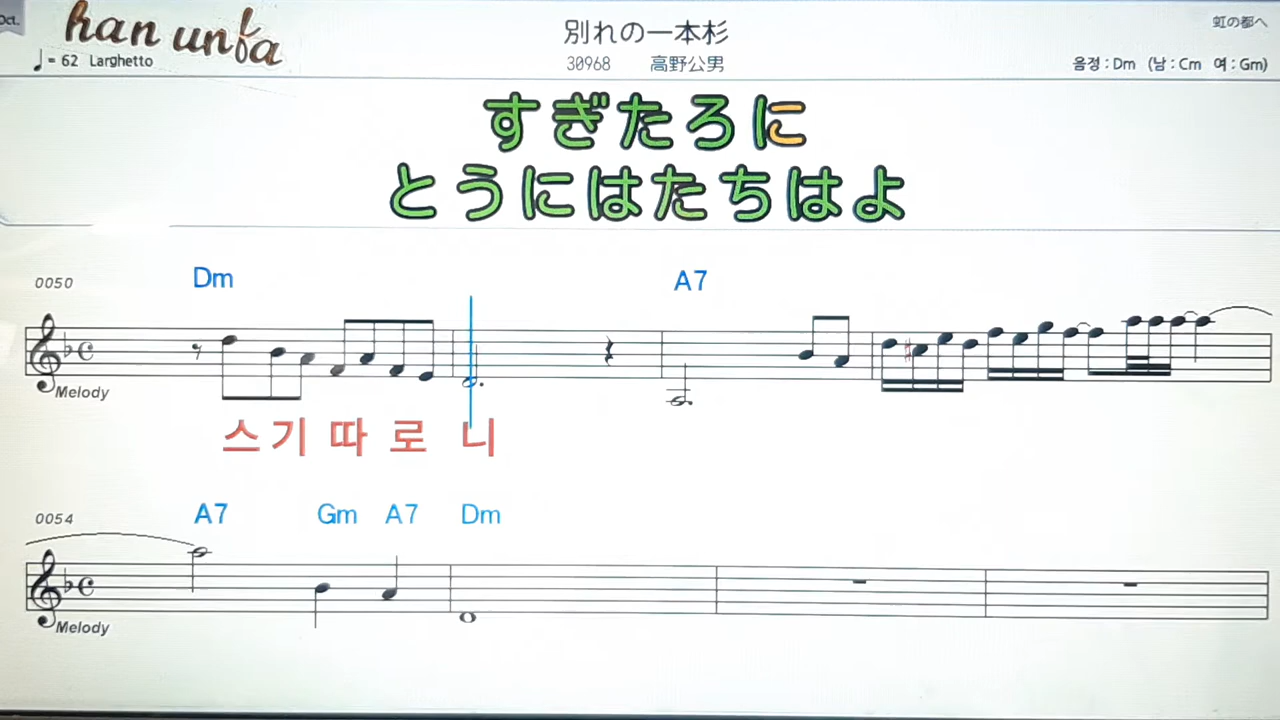 Oct.
han unfa
別れの一本杉
虹の都へ
♩= 62 Larghetto
30968 高野公男
음정 : Dm (남 : Cm 여 : Gm)
すぎたろに
とうにはたちはよ
0050
Dm A7
Melody
스기 따 로 니
0054
A7 Gm A7 Dm
Melody